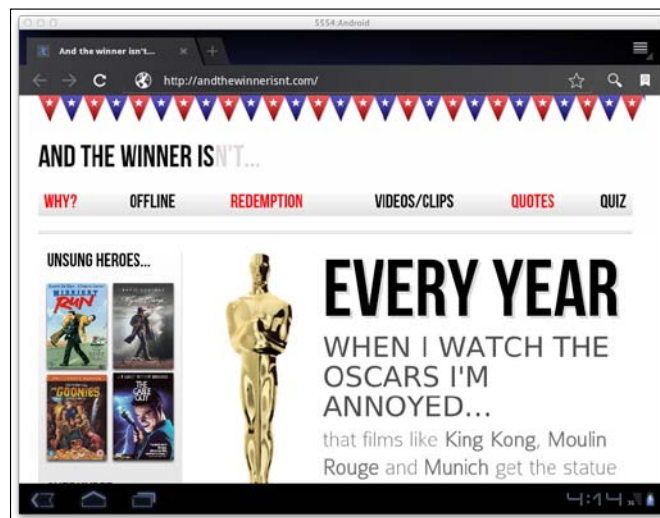 5554:Android
And the winner isn't...
http://andthewinnerisnt.com/
AND THE WINNER ISN'T...
WHY? OFFLINE REDEMPTION VIDEOS/CLIPS QUOTES QUIZ
UNSUNG HEROES...
MIDNIGHT
RUN
THE
GOONIES
THE
CABLE
GUY
EVERY YEAR
WHEN I WATCH THE
OSCARS I'M
ANNOYED...
that films like King Kong, Moulin
Rouge and Munich get the statue
4:14